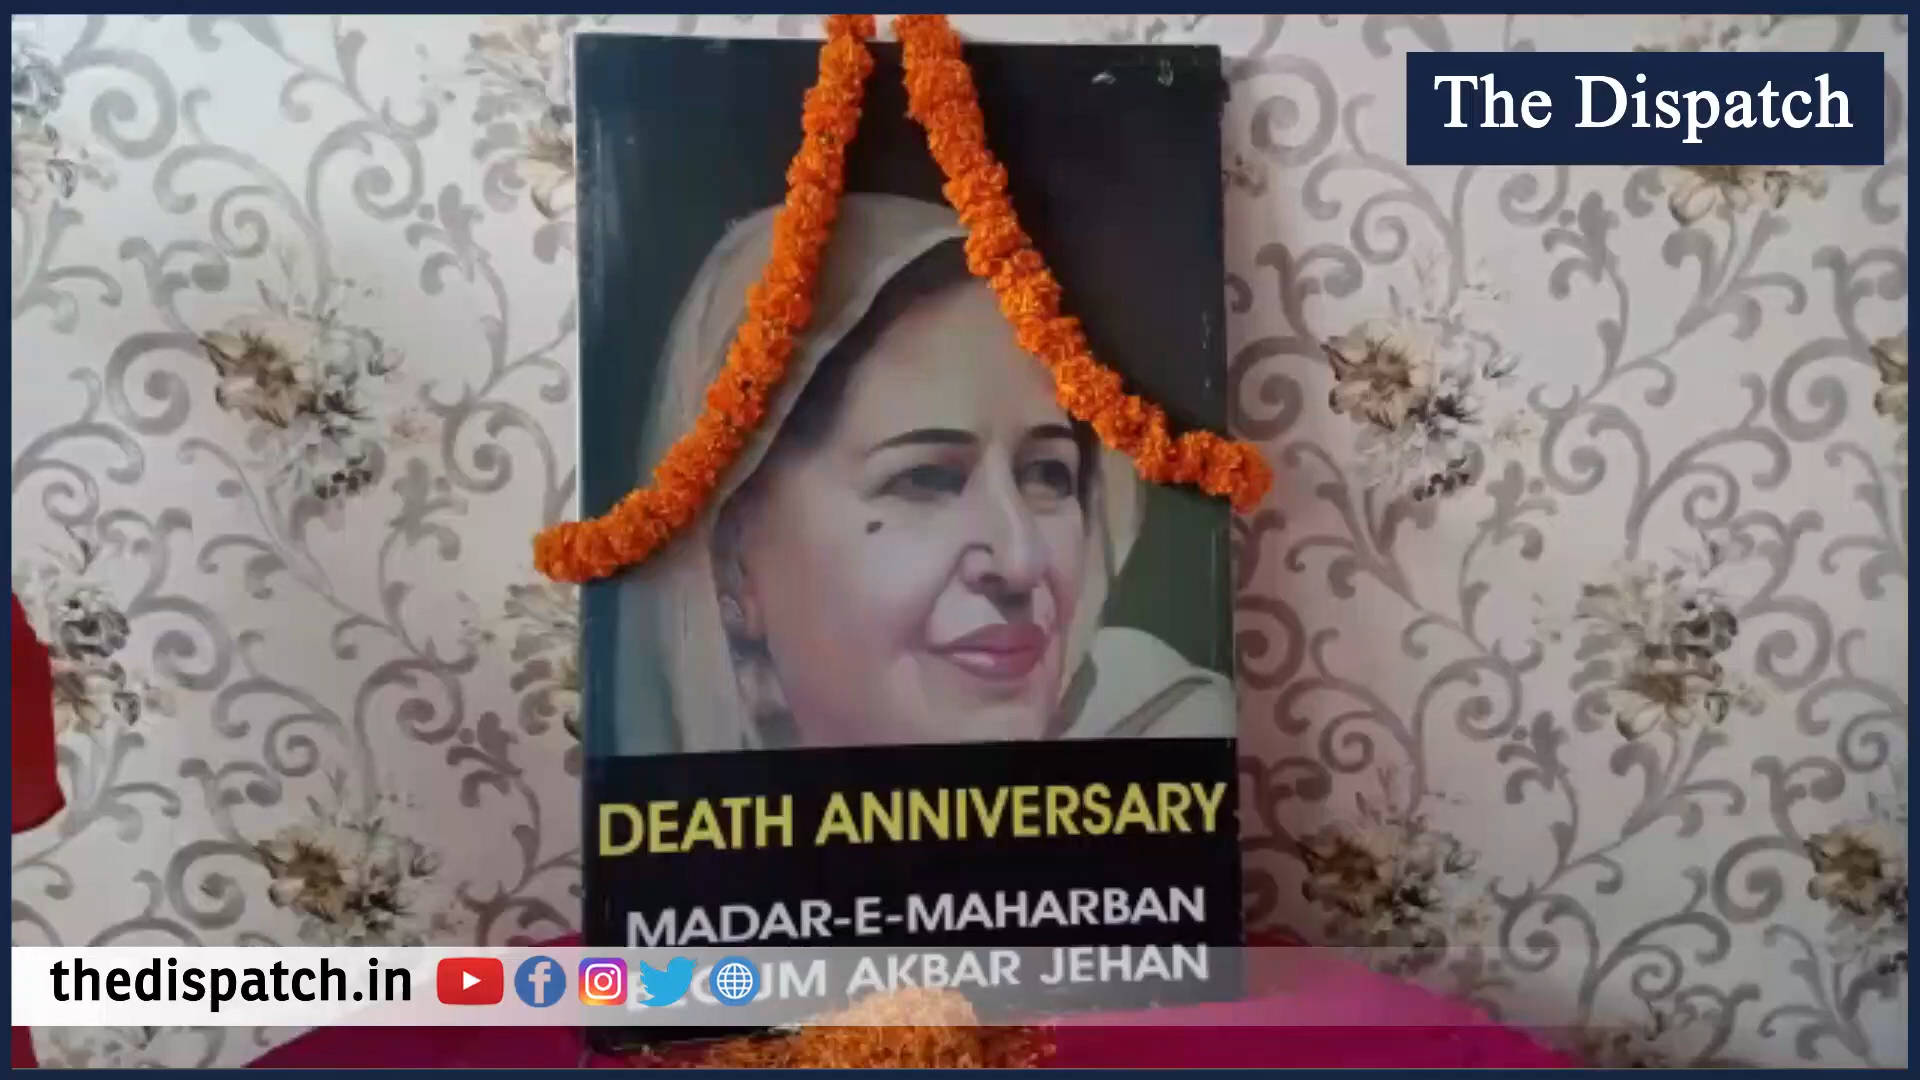 The Dispatch
DEATH ANNIVERSARY
MADAR-E-MAHARBAN
AKBAR JEHAN
thedispatch.in